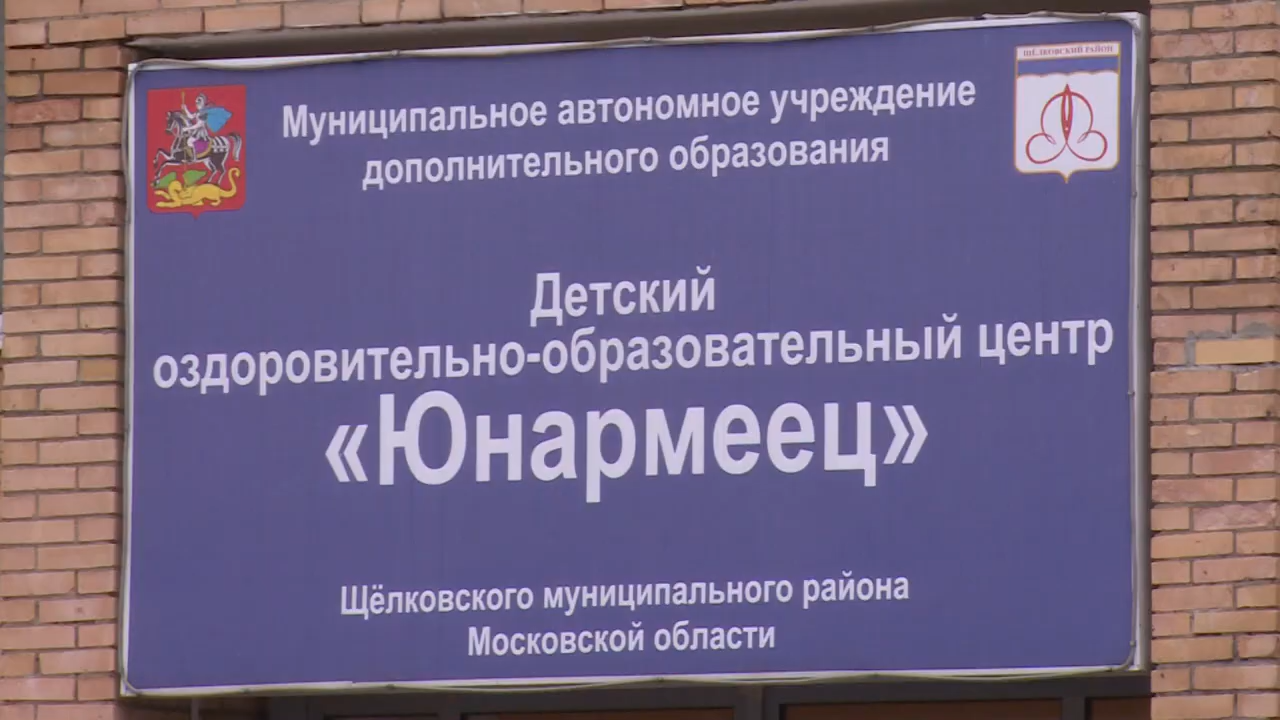 ЩЁЛКОВСКИЙ РАЙОН
Муниципальное автономное учреждение
дополнительного образования
Детский
оздоровительно-образовательный центр
«Юнармеец»
Щёлковского муниципального района
Московской области